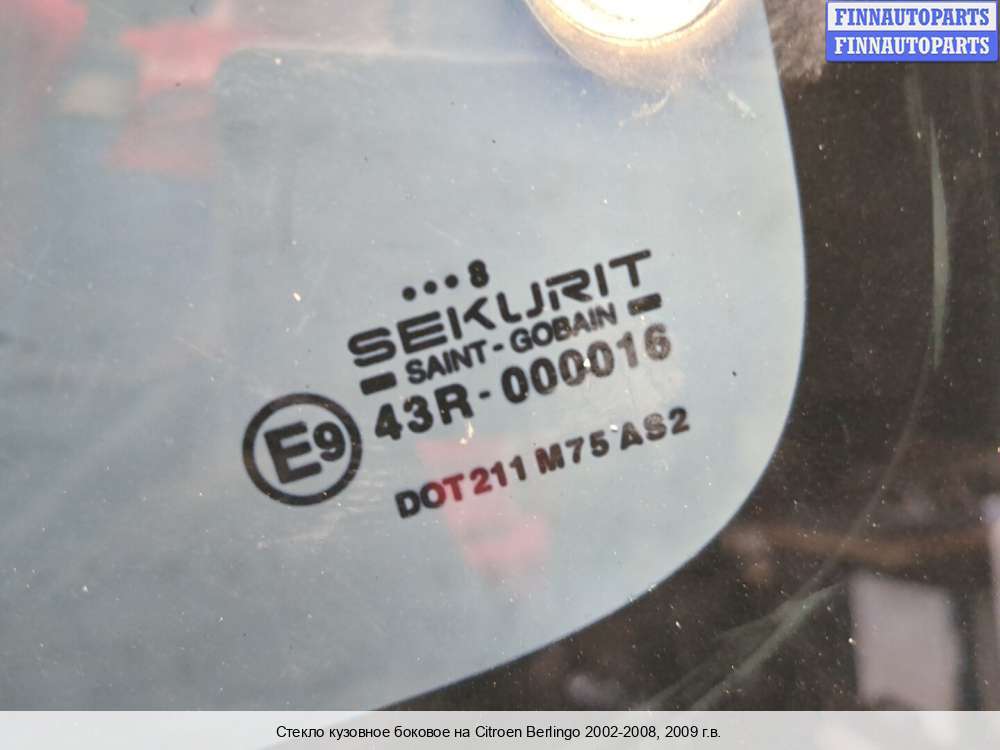 FINNAUTOPARTS
FINNAUTOPARTS
...8
SEKURIT
SAINT-GOBAIN
E9 43R-000016
DOT211 M75 AS2
Стекло кузовное боковое на Citroen Berlingo 2002-2008, 2009 г.в.